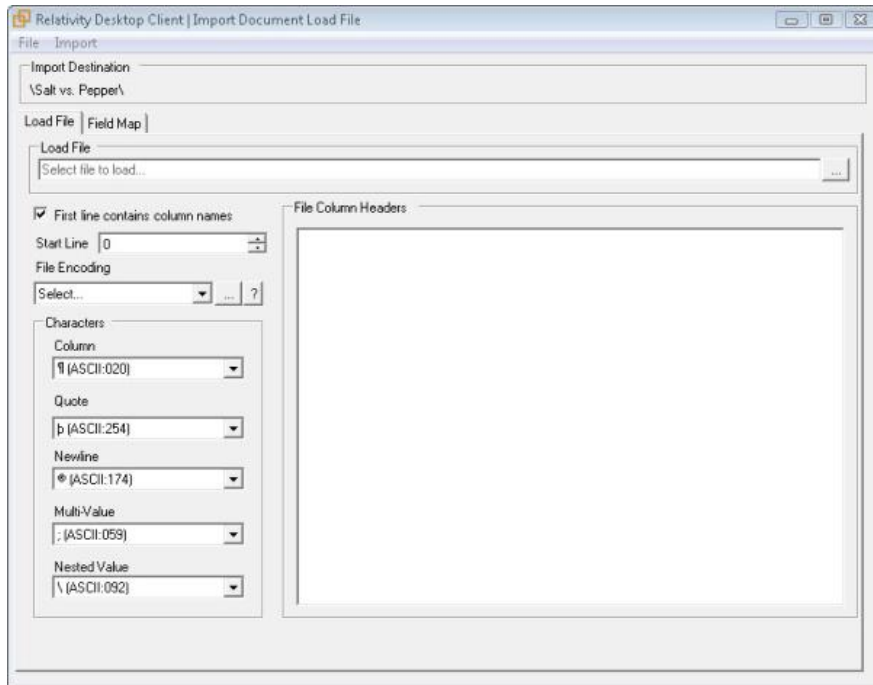 Relativity Desktop Client | Import Document Load File
File Import
Import Destination
\Salt vs. Pepper\
Load File Field Map
Load File
Select file to load... ...
First line contains column names
Start Line 0
File Encoding
Select... ... ?
Characters
Column
¶ (ASCII:020)
Quote
þ (ASCII:254)
Newline
® (ASCII:174)
Multi-Value
; (ASCII:059)
Nested Value
\ (ASCII:092)
File Column Headers